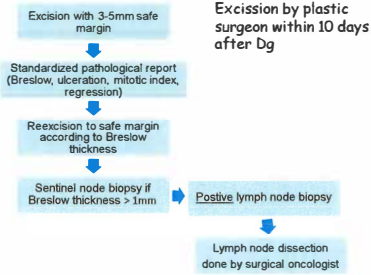 Excision with 3-5mm safe
margin
Excission by plastic
surgeon within 10 days
after Dg
Standardized pathological report
(Breslow, ulceration, mitotic index,
regression)
Reexcision to safe margin
according to Breslow
thickness
Sentinel node biopsy if
Breslow thickness > 1mm
Postive lymph node biopsy
Lymph node dissection
done by surgical oncologist